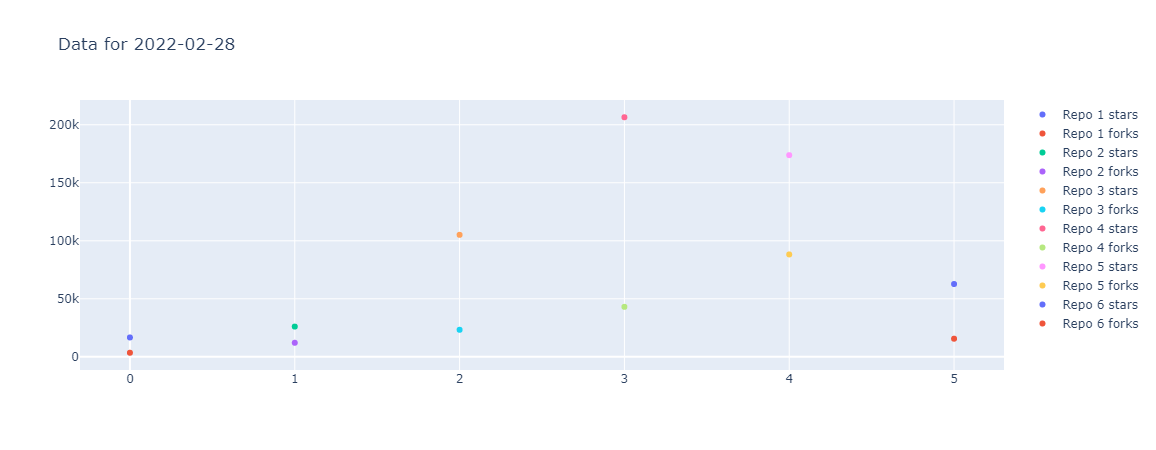 Data for 2022-02-28
200k
150k
100k
50k
0
0 1 2 3 4 5
Repo 1 stars
Repo 1 forks
Repo 2 stars
Repo 2 forks
Repo 3 stars
Repo 3 forks
Repo 4 stars
Repo 4 forks
Repo 5 stars
Repo 5 forks
Repo 6 stars
Repo 6 forks